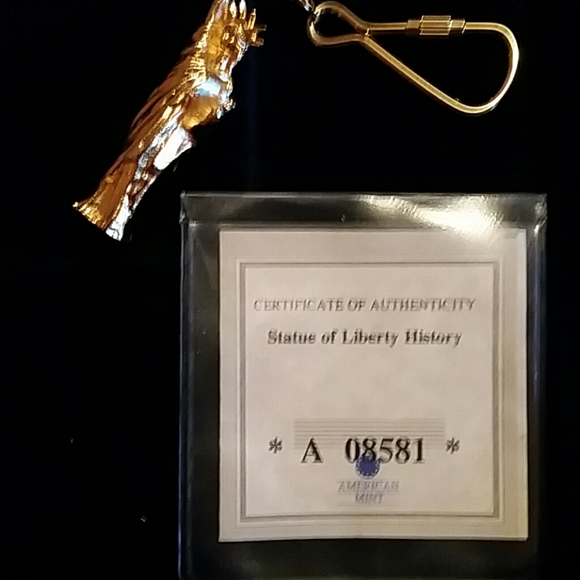 CERTIFICATE OF AUTHENTICITY
Statue of Liberty History
* A 08581 *
AMERICAN
MINT